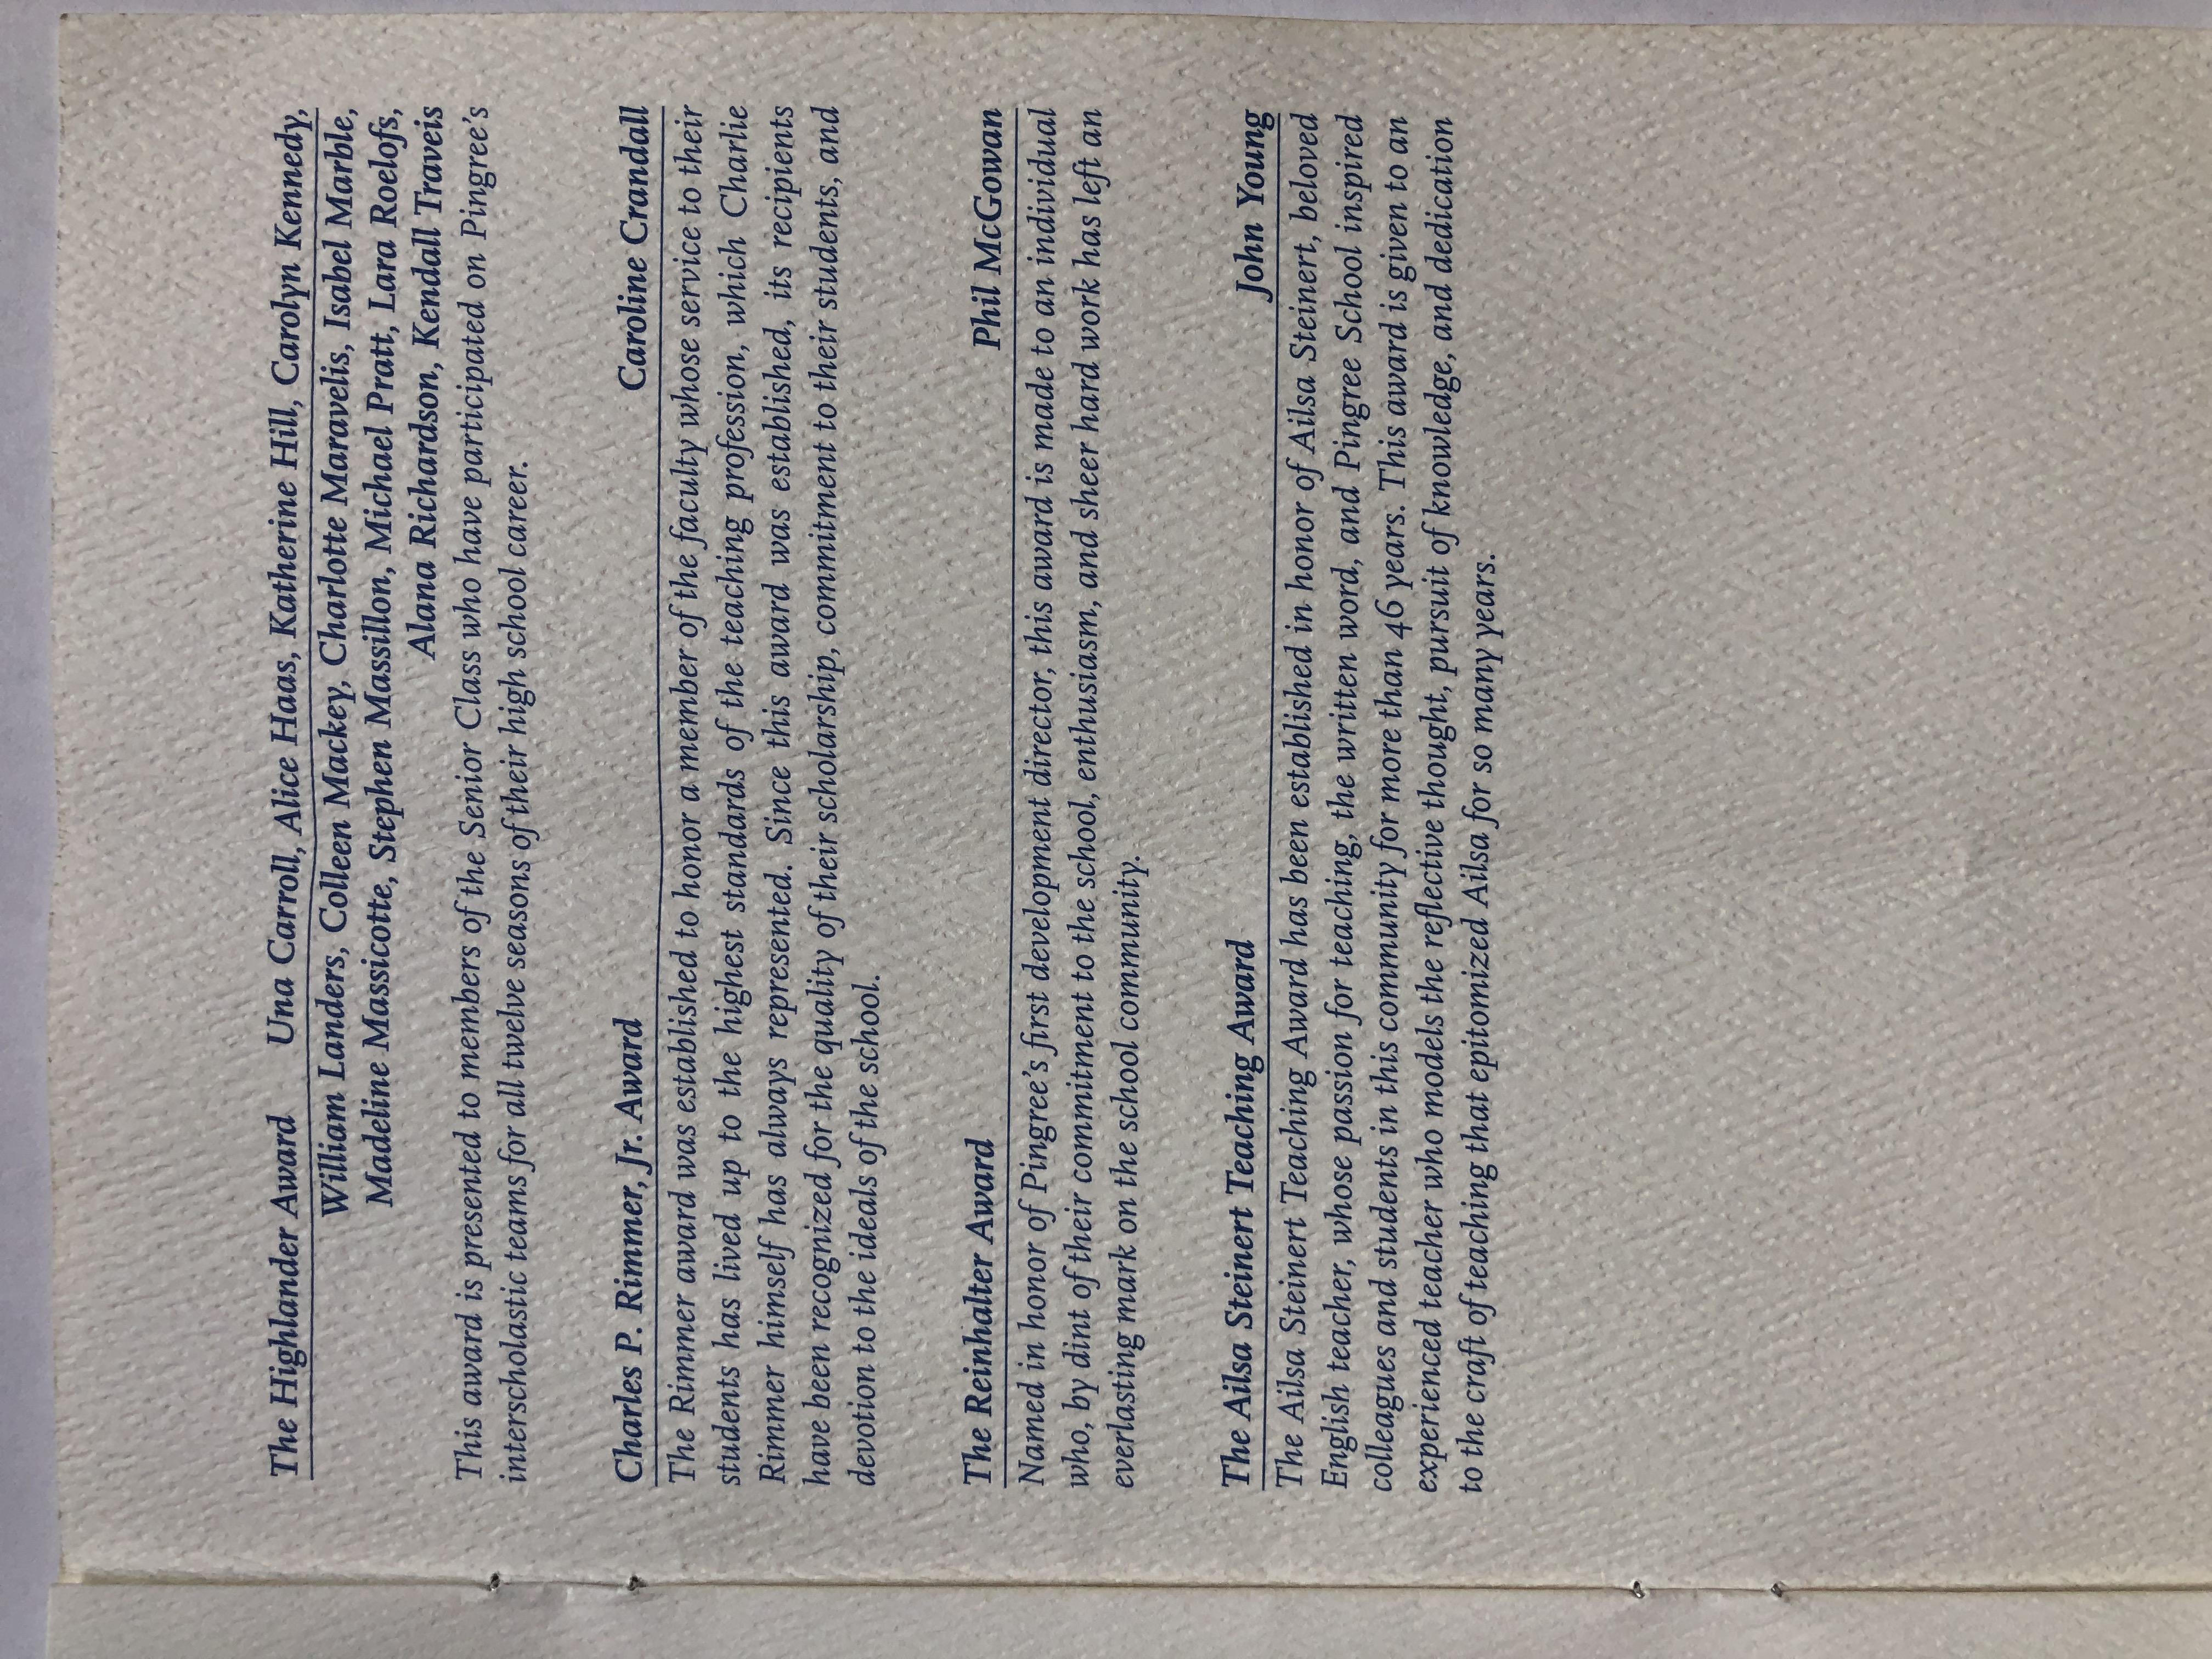 The Highlander Award Una Carroll, Alice Haas, Katherine Hill, Carolyn Kennedy,
William Landers, Colleen Mackey, Charlotte Maravelis, Isabel Marble,
Madeline Massicotte, Stephen Massillon, Michael Pratt, Lara Roelofs,
Alana Richardson, Kendall Traveis
This award is presented to members of the Senior Class who have participated on Pingree's
interscholastic teams for all twelve seasons of their high school career.
Charles P. Rimmer, Jr. Award Caroline Crandall
The Rimmer award was established to honor a member of the faculty whose service to their
students has lived up to the highest standards of the teaching profession, which Charlie
Rimmer himself has always represented. Since this award was established, its recipients
have been recognized for the quality of their scholarship, commitment to their students, and
devotion to the ideals of the school.
The Reinhalter Award Phil McGowan
Named in honor of Pingree's first development director, this award is made to an individual
who, by dint of their commitment to the school, enthusiasm, and sheer hard work has left an
everlasting mark on the school community.
The Ailsa Steinert Teaching Award John Young
The Ailsa Steinert Teaching Award has been established in honor of Ailsa Steinert, beloved
English teacher, whose passion for teaching, the written word, and Pingree School inspired
colleagues and students in this community for more than 46 years. This award is given to an
experienced teacher who models the reflective thought, pursuit of knowledge, and dedication
to the craft of teaching that epitomized Ailsa for so many years.